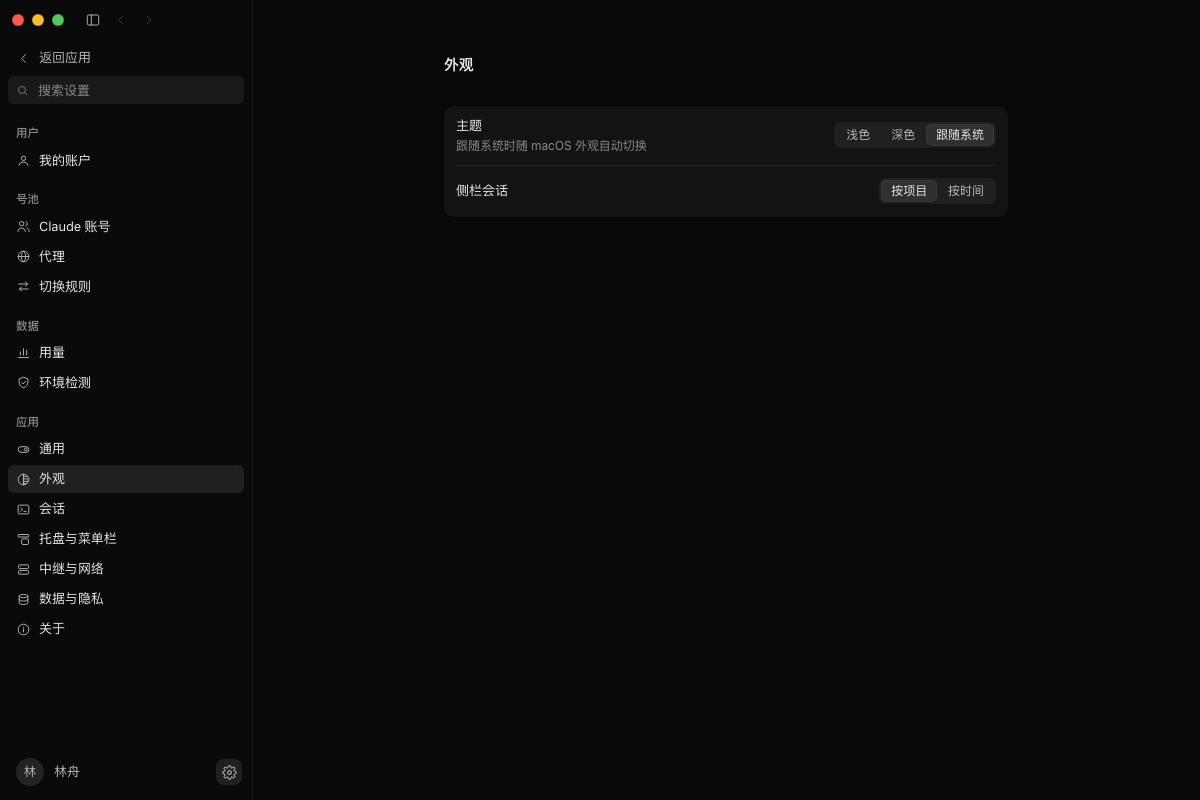 返回应用
搜索设置
用户
我的账户
号池
Claude 账号
代理
切换规则
数据
用量
环境检测
应用
通用
外观
会话
托盘与菜单栏
中继与网络
数据与隐私
关于
林 林舟
外观
主题
跟随系统时随 macOS 外观自动切换
浅色 深色 跟随系统
侧栏会话
按项目 按时间